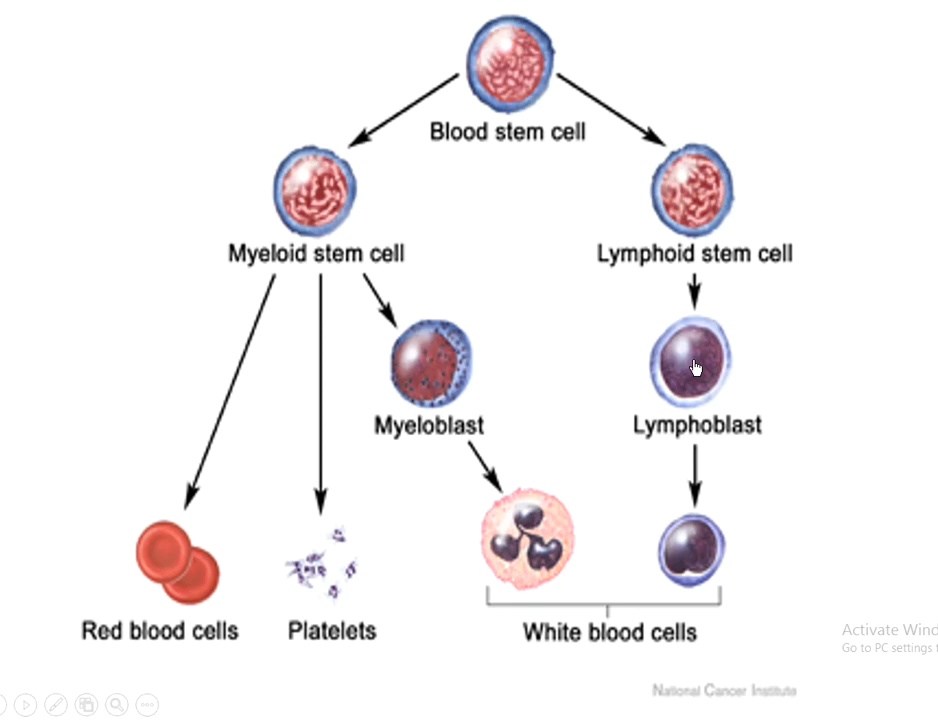 Blood stem cell
Myeloid stem cell
Lymphoid stem cell
Myeloblast
Lymphoblast
Red blood cells
Platelets
White blood cells
Activate Wind
Go to PC settings t
National Cancer Institute